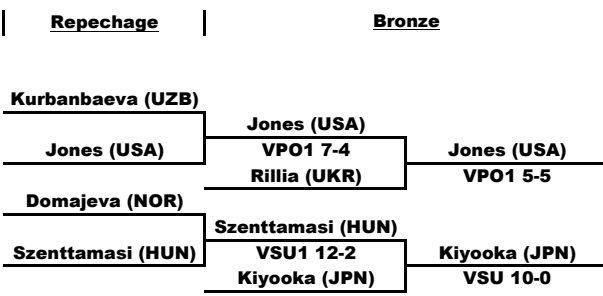 Repechage
Bronze
Kurbanbaeva (UZB)
Jones (USA)
Jones (USA)
VPO1 7-4
Jones (USA)
Rillia (UKR)
VPO1 5-5
Domajeva (NOR)
Szenttamasi (HUN)
Szenttamasi (HUN)
VSU1 12-2
Kiyooka (JPN)
Kiyooka (JPN)
VSU 10-0